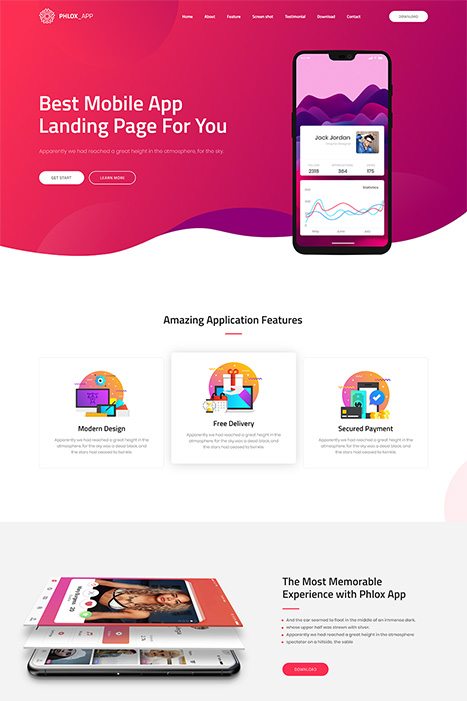 PHLOX_APP
Home About Feature Screen shot Testimonial Download Contact
DOWNLOAD
Best Mobile App
Landing Page For You
Apparently we had reached a great height in the atmosphere, for the sky.
GET START LEARN MORE
Jack Jordan
Graphic Designer
2318 364 175
Statistics
May June Jul
Amazing Application Features
Modern Design
Apparently we had reached a great height in the
atmosphere, for the sky was a dead black, and
the stars had ceased to twinkle.
Free Delivery
Apparently we had reached a great height in the
atmosphere, for the sky was a dead black, and
the stars had ceased to twinkle.
Secured Payment
Apparently we had reached a great height in the
atmosphere, for the sky was a dead black, and
the stars had ceased to twinkle.
The Most Memorable
Experience with Phlox App
And the car seemed to float in the middle of an immense dark,
whose upper half was strewn with silver.
Apparently we had reached a great height in the atmosphere
spectator on a hillside, the sable
DOWNLOAD